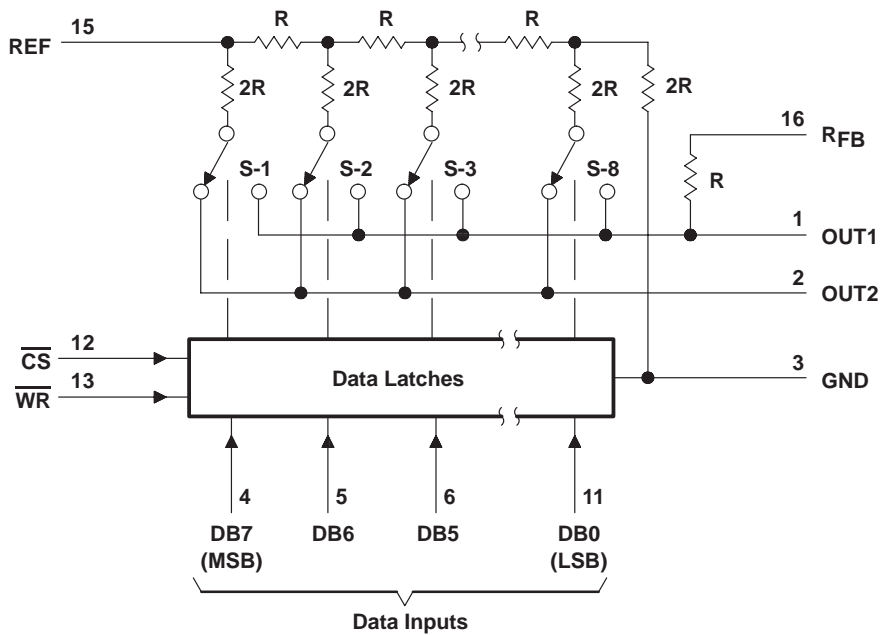 R R R
15
REF
2R 2R 2R 2R 2R
16
RFB
S-1 S-2 S-3 S-8
R
1
OUT1
2
OUT2
12
CS
13
WR
Data Latches
3
GND
4 5 6 11
DB7 DB6 DB5 DB0
(MSB) (LSB)
Data Inputs